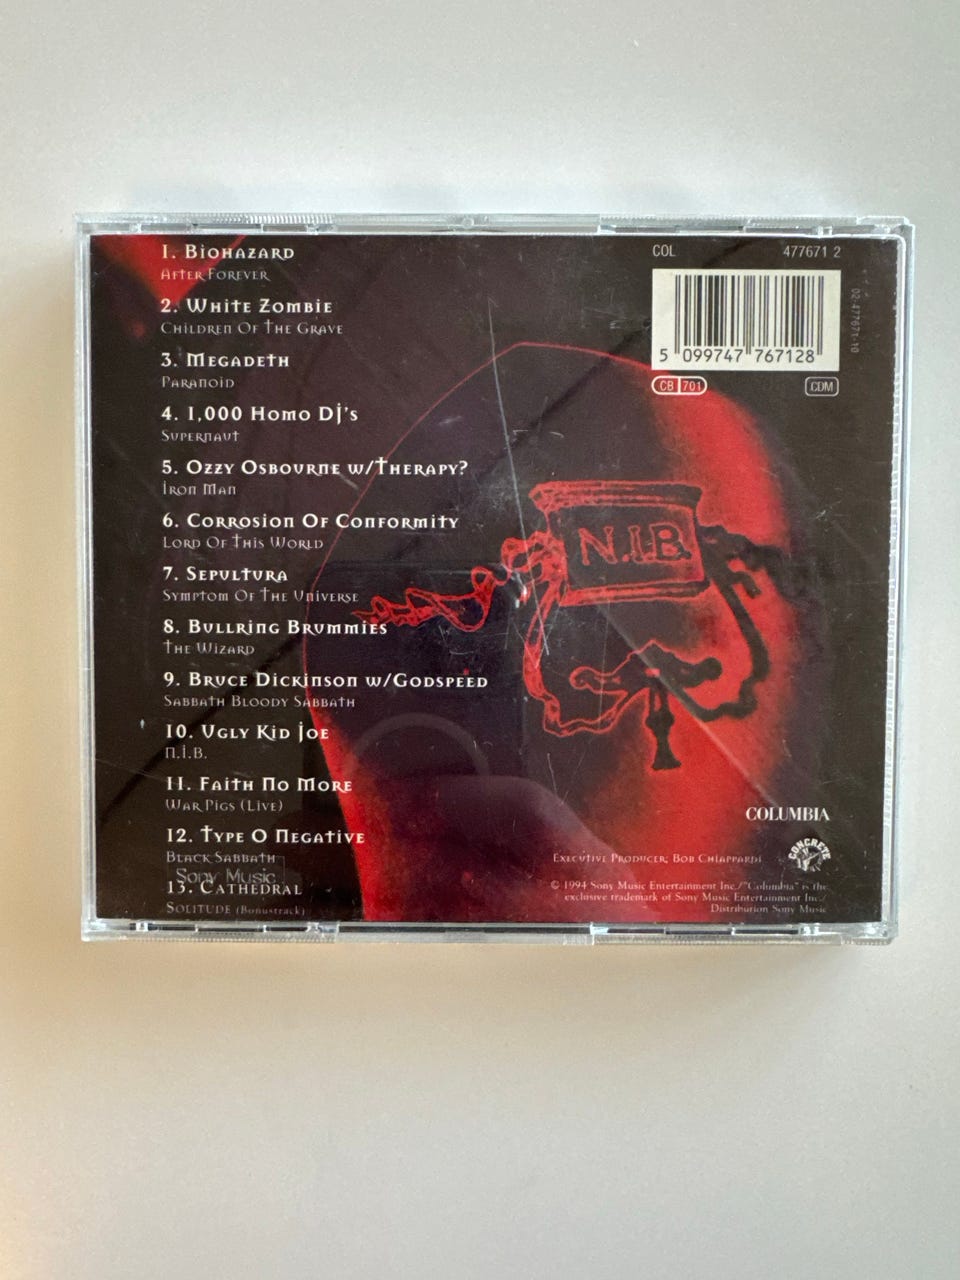 1. Biohazard
After Forever
2. White Zombie
Children Of The Grave
3. Megadeth
Paranoid
4. 1,000 Homo DJ's
Supernaut
5. Ozzy Osbourne w/Therapy?
Iron Man
6. Corrosion Of Conformity
Lord Of This World
7. Sepultura
Symptom Of The Universe
8. Bullring Brummies
The Wizard
9. Bruce Dickinson w/Godspeed
Sabbath Bloody Sabbath
10. Ugly Kid Joe
N.I.B.
11. Faith No More
War Pigs (Live)
12. Type O Negative
Black Sabbath
Sony Music
13. Cathedral
Solitude (Bonustrack)
COL 477671 2
5 099747 767128
02-477671-10
CB 701
CDM
N.I.B.
COLUMBIA
CONCRETE
Executive Producer: Bob Chiappardi
© 1994 Sony Music Entertainment Inc./"Columbia" is the
exclusive trademark of Sony Music Entertainment Inc./
Distribution Sony Music